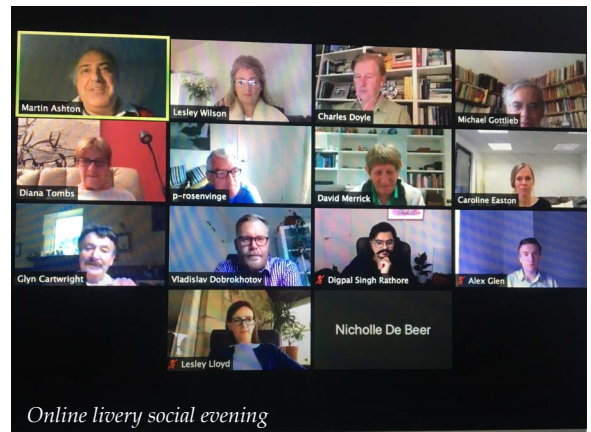 Martin Ashton
Lesley Wilson
Charles Doyle
Michael Gottlieb
Diana Tombs
p-rosenvinge
David Merrick
Caroline Easton
Glyn Cartwright
Vladislav Dobrokhotov
Digpal Singh Rathore
Alex Glen
Lesley Lloyd
Nicholle De Beer
Online livery social evening